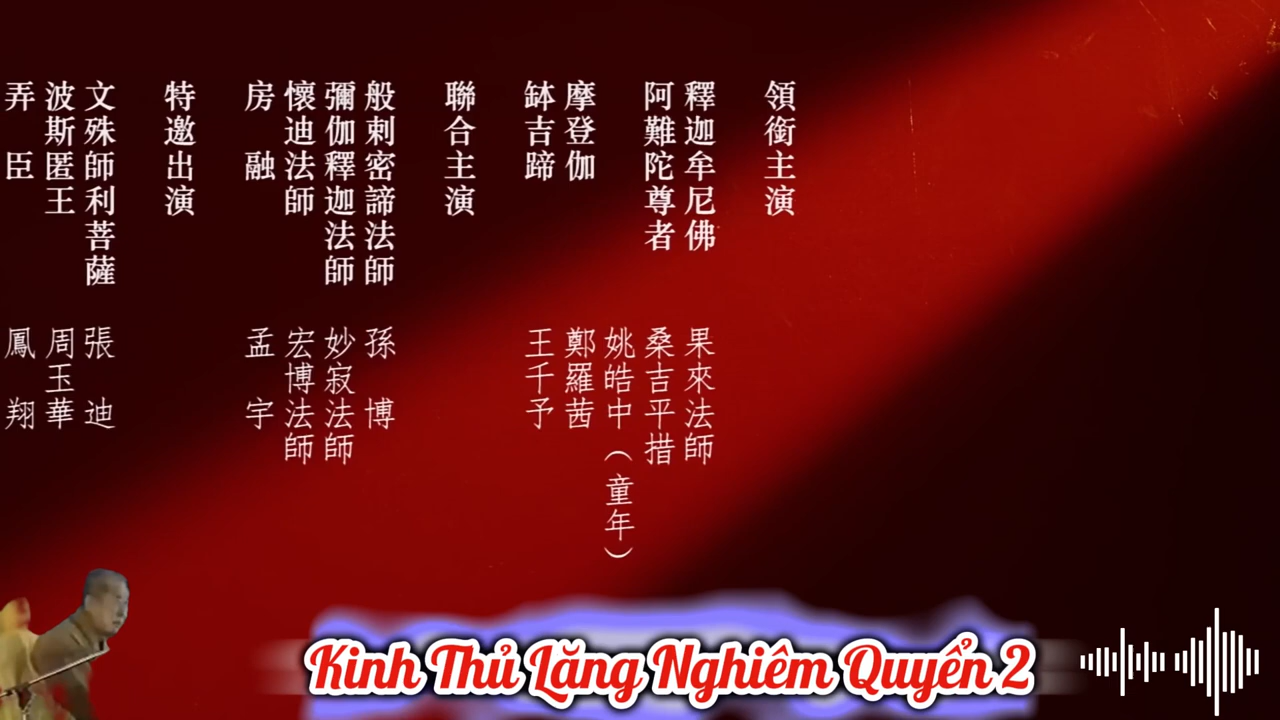 領銜主演
釋迦牟尼佛 果來法師
阿難陀尊者 桑吉平措
姚皓中（童年）
摩登伽 鄭羅茜
缽吉蹄 王千予
聯合主演
般剌密諦法師 孫博
彌伽釋迦法師 妙寂法師
懷迪法師 宏博法師
房融 孟宇
特邀出演
文殊師利菩薩 張迪
波斯匿王 周玉華
弄臣 鳳翔
Kinh Thủ Lăng Nghiêm Quyển 2